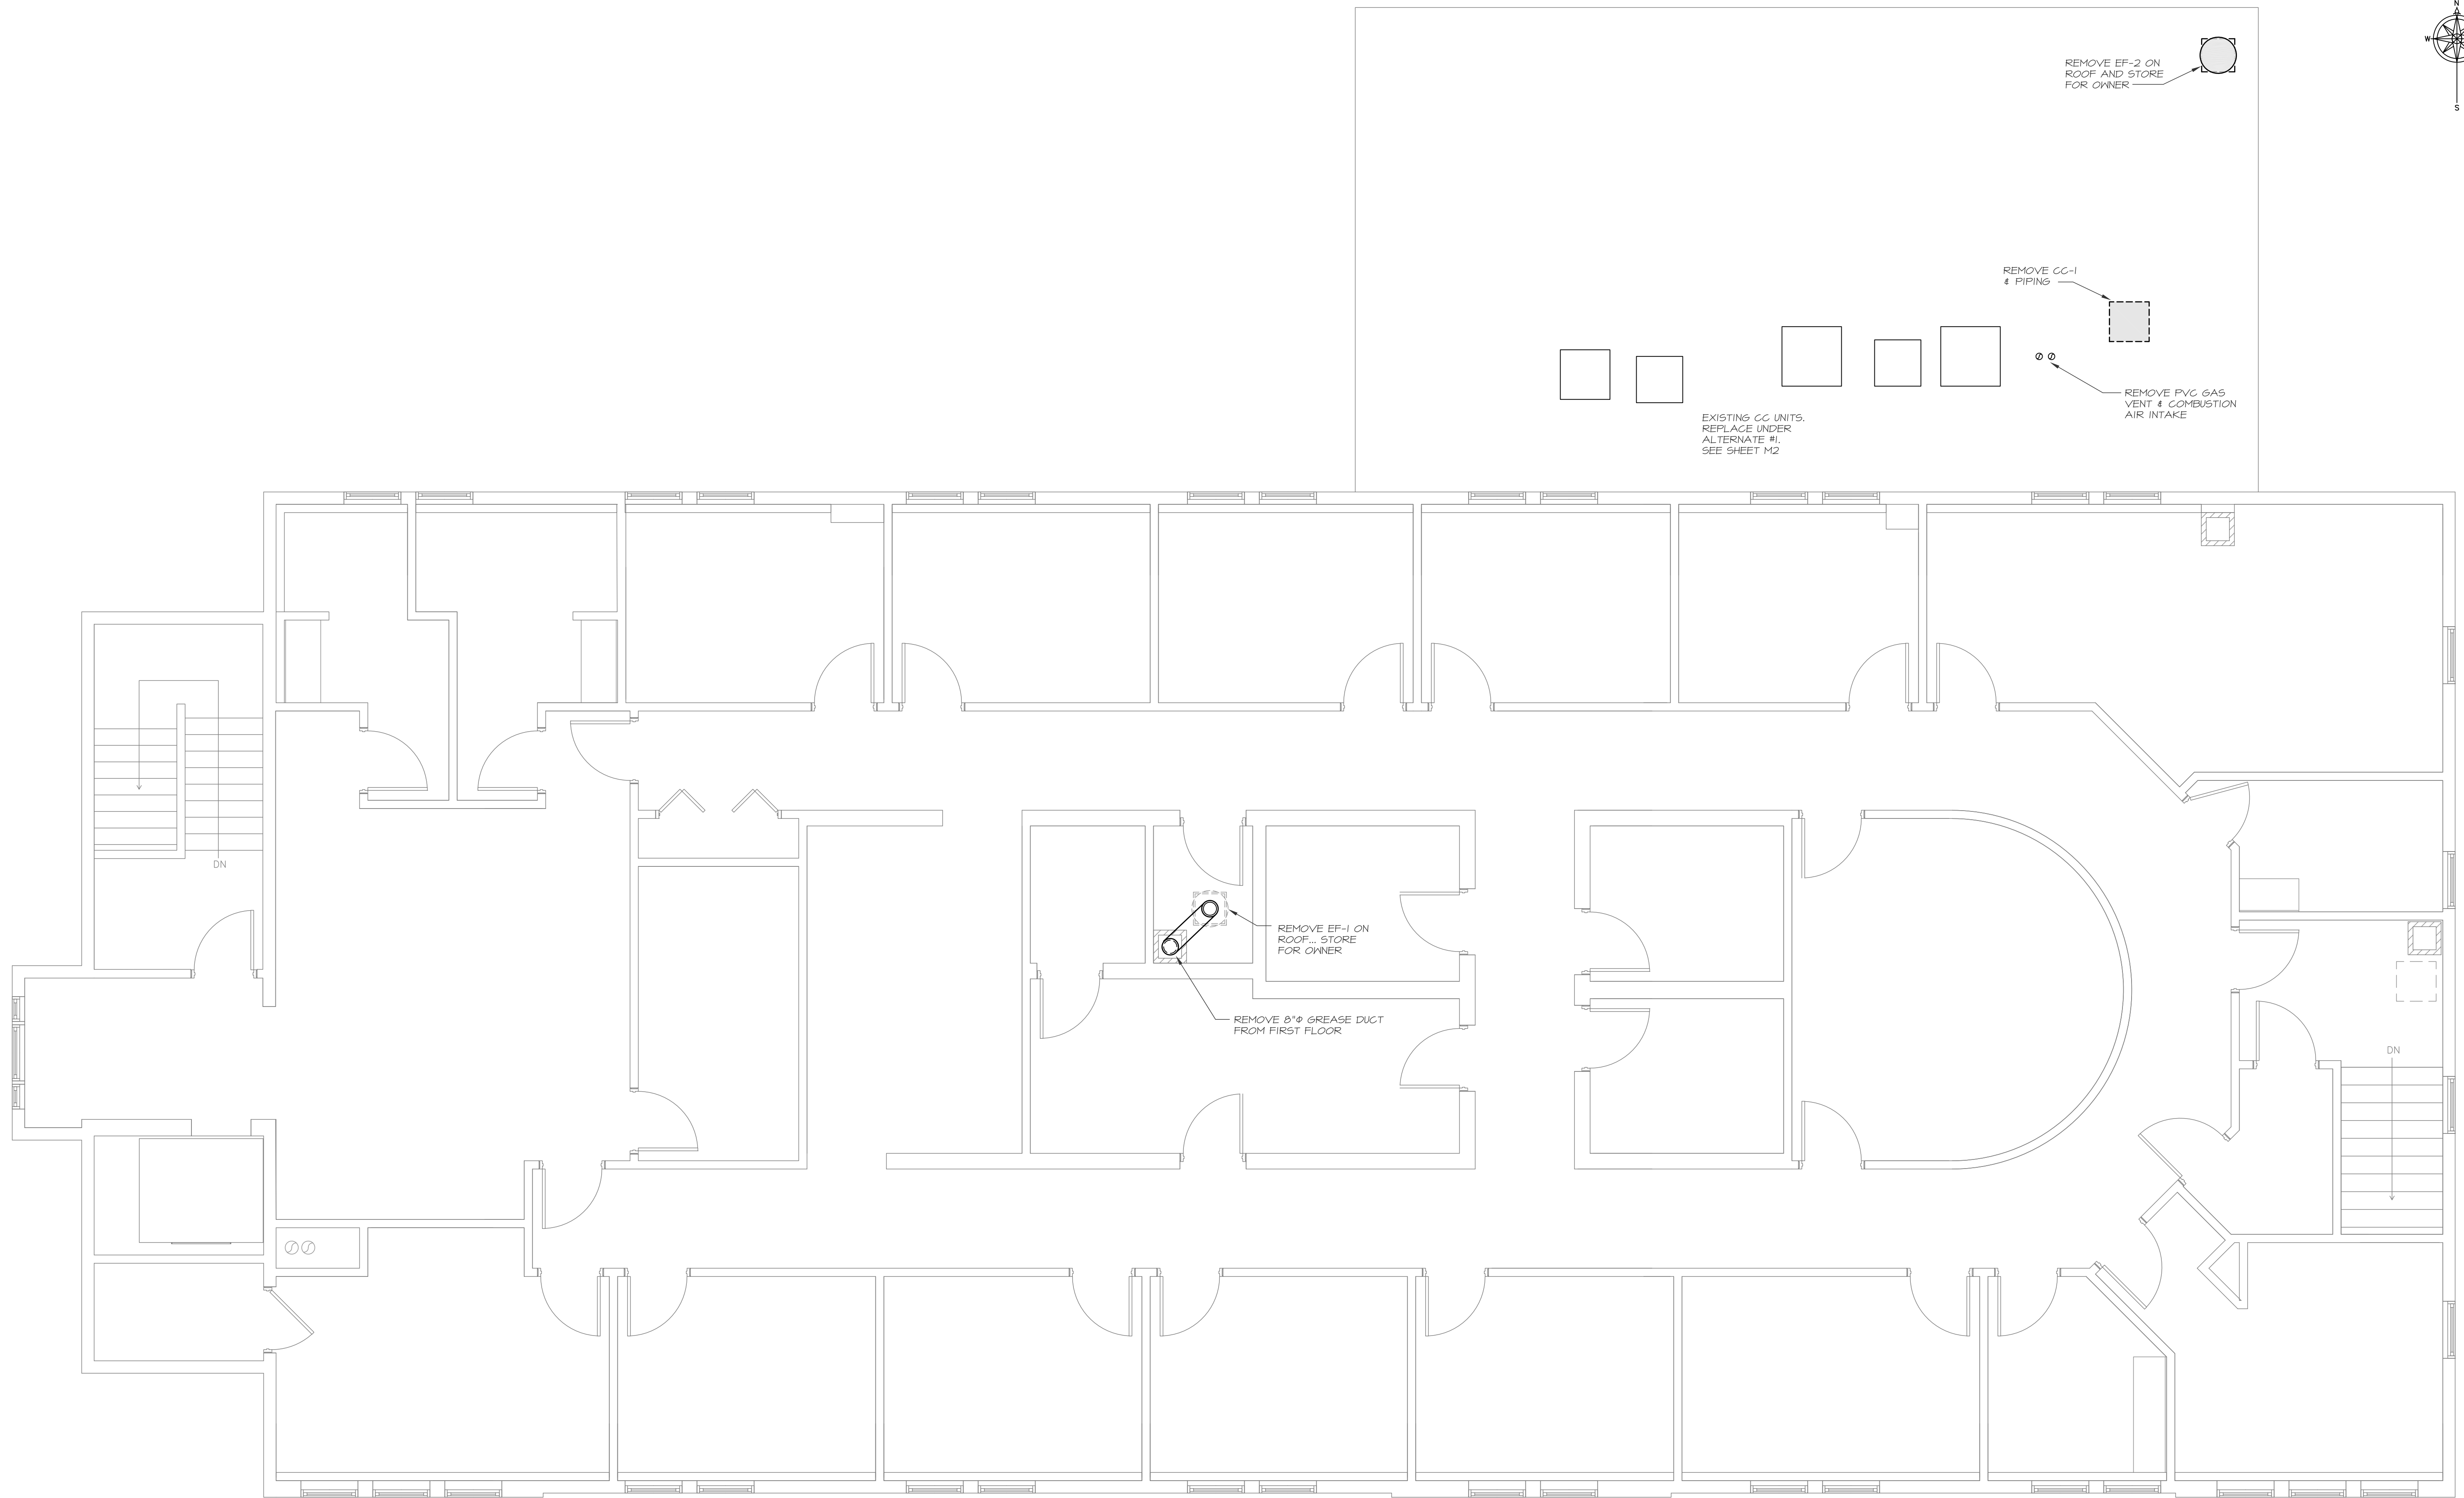 N
W
S
REMOVE EF-2 ON
ROOF AND STORE
FOR OWNER
REMOVE CC-1
& PIPING
REMOVE PVC GAS
VENT & COMBUSTION
AIR INTAKE
EXISTING CC UNITS.
REPLACE UNDER
ALTERNATE #1.
SEE SHEET M2
DN
REMOVE EF-1 ON
ROOF... STORE
FOR OWNER
REMOVE 8"Φ GREASE DUCT
FROM FIRST FLOOR
DN